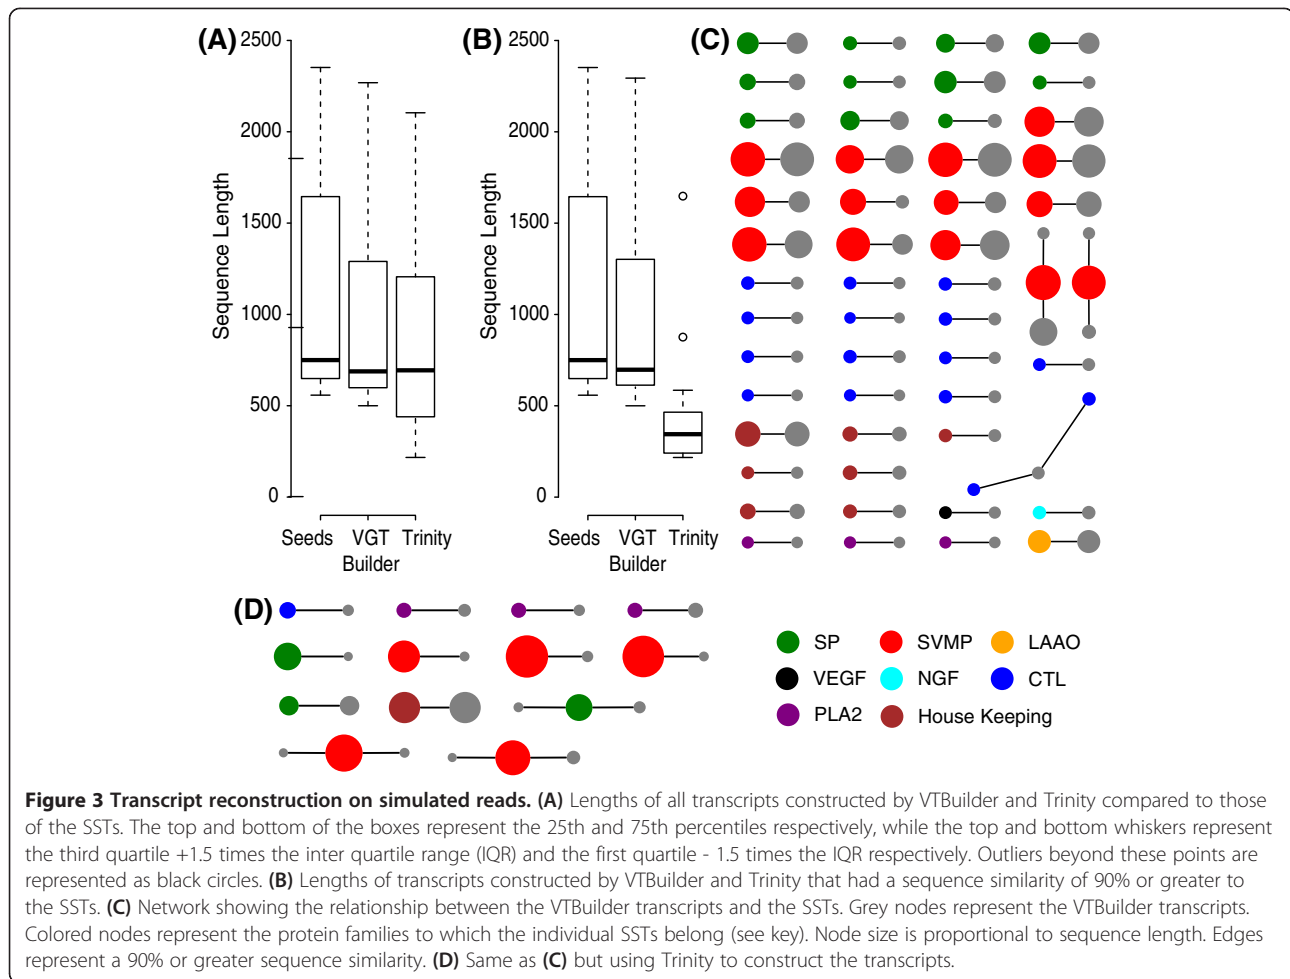 (A)
2500
2000
1500
1000
500
0
Sequence Length
Seeds
VGT
Builder
Trinity
(B)
2500
2000
1500
1000
500
0
Sequence Length
Seeds
VGT
Builder
Trinity
(C)
(D)
SP
SVMP
LAAO
VEGF
NGF
CTL
PLA2
House Keeping
Figure 3 Transcript reconstruction on simulated reads. (A) Lengths of all transcripts constructed by VTBuilder and Trinity compared to those
of the SSTs. The top and bottom of the boxes represent the 25th and 75th percentiles respectively, while the top and bottom whiskers represent
the third quartile +1.5 times the inter quartile range (IQR) and the first quartile - 1.5 times the IQR respectively. Outliers beyond these points are
represented as black circles. (B) Lengths of transcripts constructed by VTBuilder and Trinity that had a sequence similarity of 90% or greater to
the SSTs. (C) Network showing the relationship between the VTBuilder transcripts and the SSTs. Grey nodes represent the VTBuilder transcripts.
Colored nodes represent the protein families to which the individual SSTs belong (see key). Node size is proportional to sequence length. Edges
represent a 90% or greater sequence similarity. (D) Same as (C) but using Trinity to construct the transcripts.